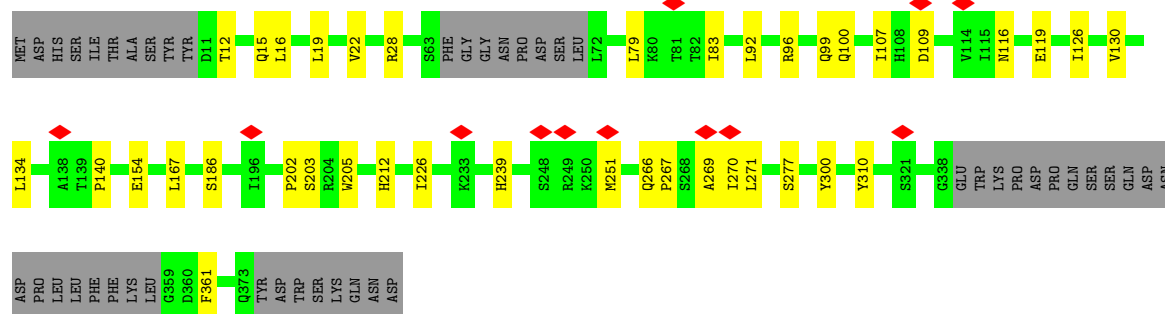 MET ASP HIS SER ILE THR ALA SER TYR TYR D11 T12 Q15 L16 L19 V22 R28 S63 PHE GLY GLY ASN PRO ASP SER LEU L72 L79 K80 T81 T82 I83 L92 R96 Q99 Q100 I107 H108 D109 V114 I115 N116 E119 I126 V130
L134 A138 T139 P140 E154 L167 S186 I196 P202 S203 R204 W205 H212 I226 K233 H239 S248 R249 K250 M251 Q266 P267 S268 A269 I270 L271 S277 Y300 Y310 S321 G338 GLU TRP LYS PRO ASP PRO GLN SER SER GLN ASP ASN
ASP PRO LEU LEU PHE PHE LYS LEU G359 D360 F361 Q373 TYR ASP TRP SER LYS GLN ASN ASP